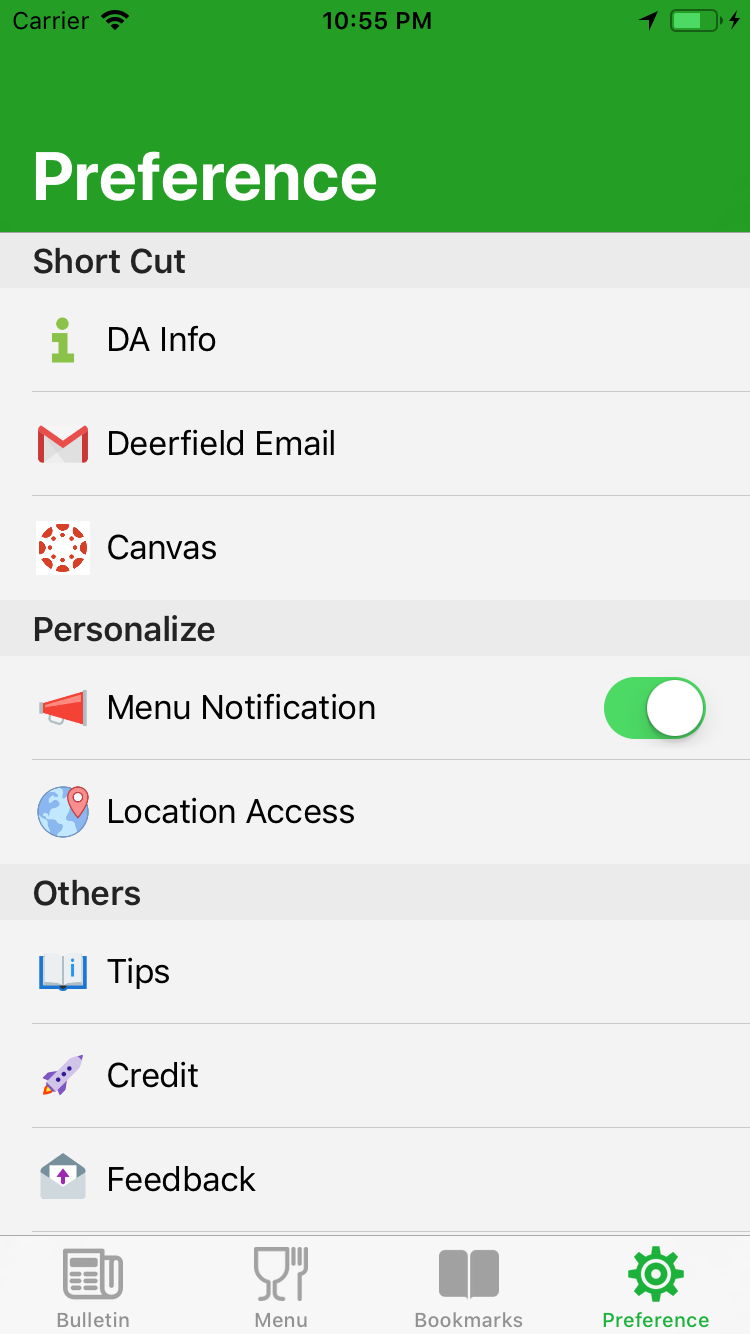 Carrier 10:55 PM
Preference
Short Cut
DA Info
Deerfield Email
Canvas
Personalize
Menu Notification
Location Access
Others
Tips
Credit
Feedback
Bulletin Menu Bookmarks Preference